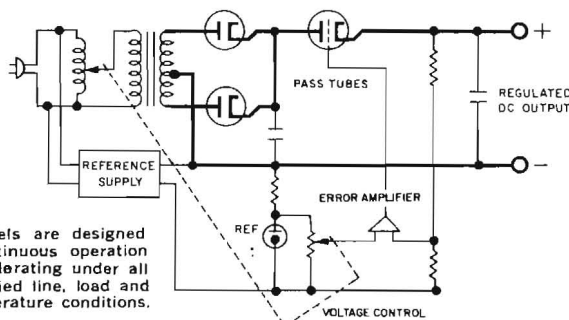 +
PASS TUBES
REGULATED
DC OUTPUT
REFERENCE
SUPPLY
-
ERROR AMPLIFIER
REF
VOLTAGE CONTROL
els are designed
tinuous operation
derating under all
ied line, load and
erature conditions.